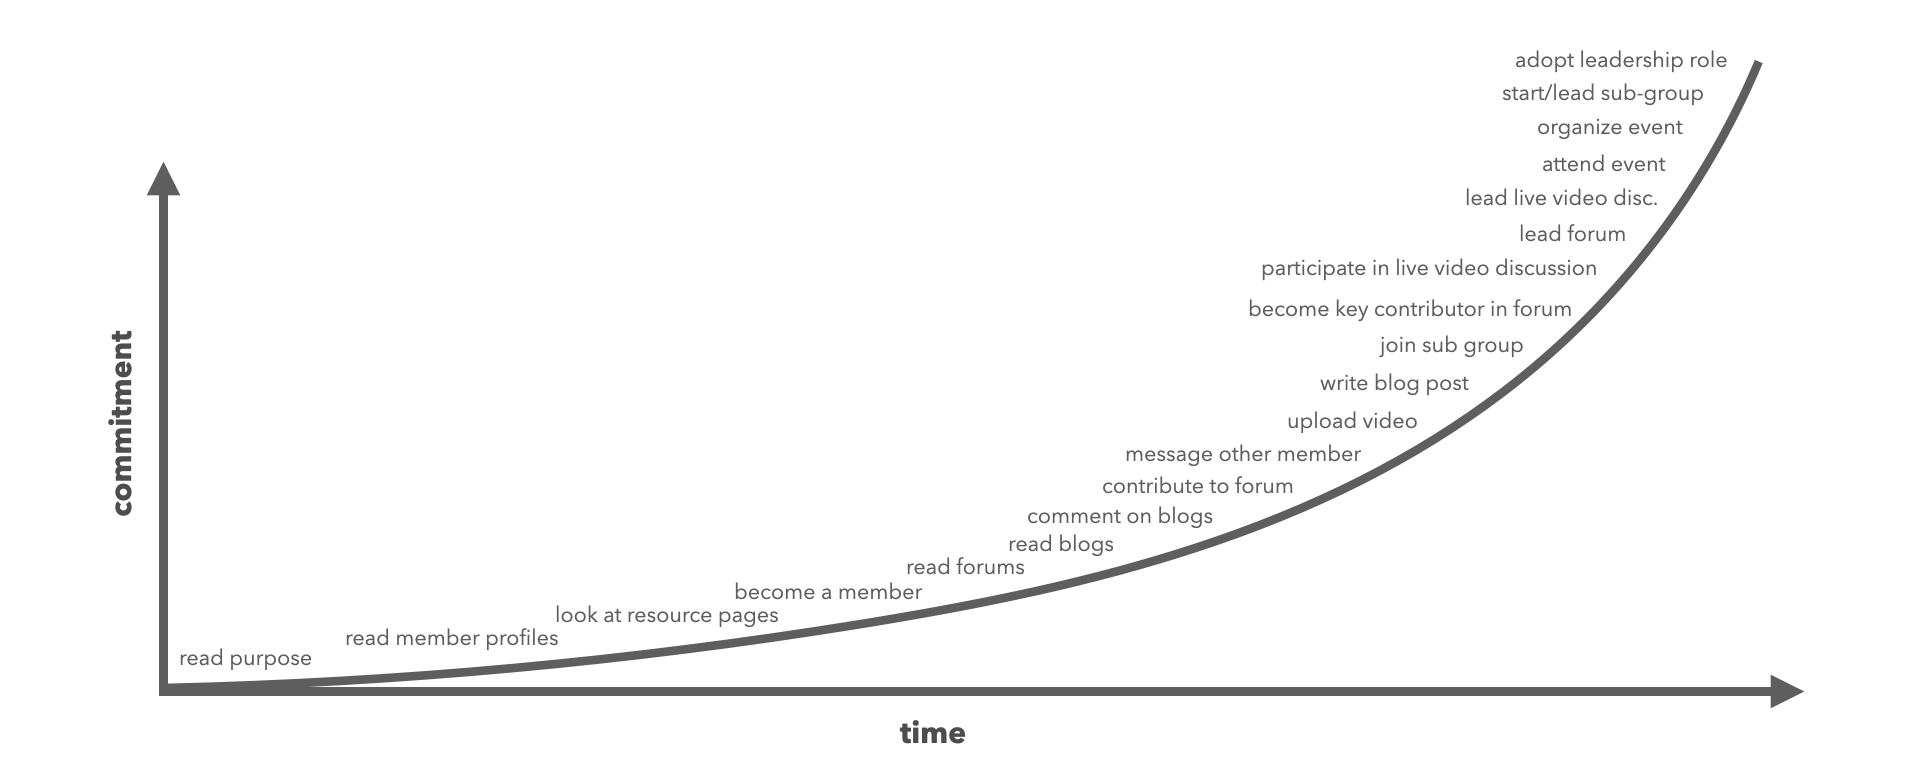 adopt leadership role
start/lead sub-group
organize event
attend event
lead live video disc.
lead forum
participate in live video discussion
become key contributor in forum
join sub group
write blog post
upload video
message other member
contribute to forum
comment on blogs
read blogs
read forums
become a member
look at resource pages
read member profiles
read purpose
commitment
time